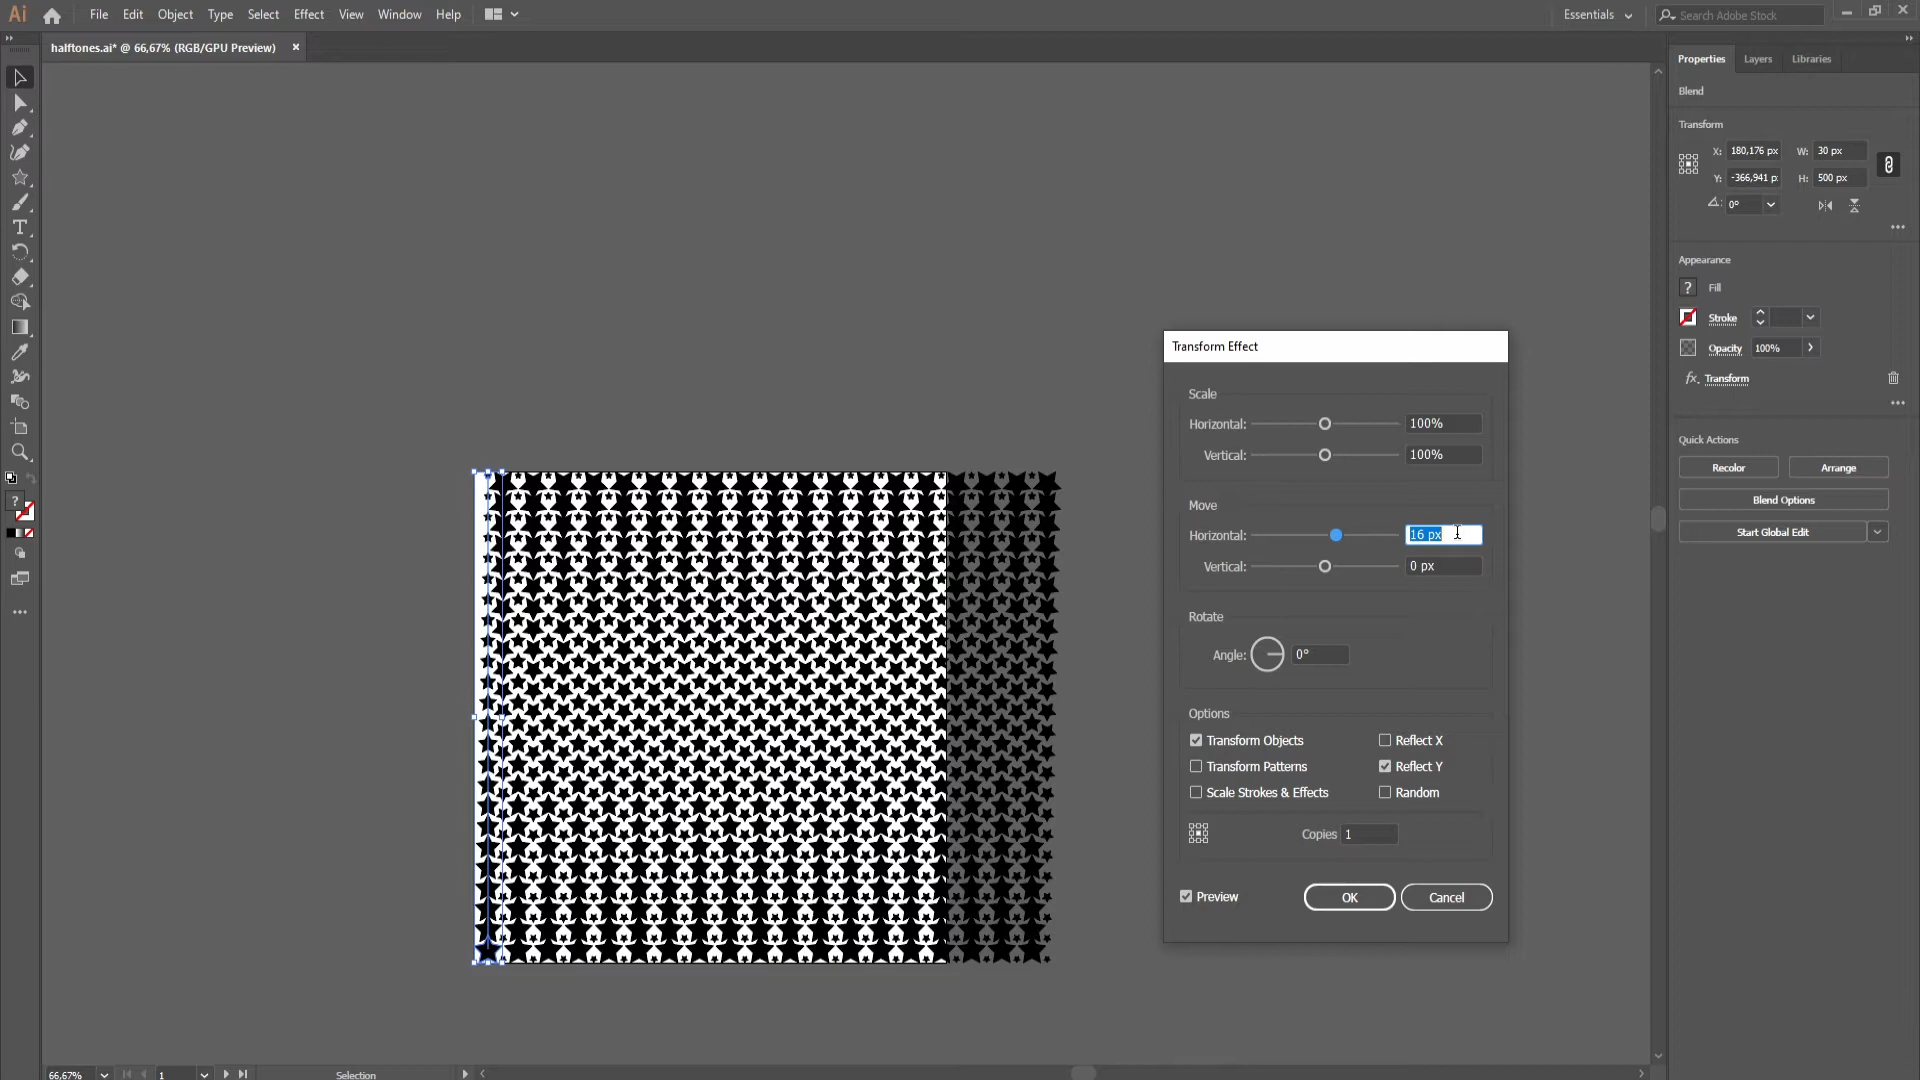 Ai File Edit Object Type Select Effect View Window Help Essentials Search Adobe Stock
halftones.ai* @ 66,67% (RGB/GPU Preview) ×
Properties Layers Libraries
Blend
Transform
X: 180,176 px W: 30 px
Y: -366,941 p H: 500 px
0°
Appearance
? Fill
Stroke
Opacity 100%
fx. Transform
Quick Actions
Recolor Arrange
Blend Options
Start Global Edit
Transform Effect
Scale
Horizontal: 100%
Vertical: 100%
Move
Horizontal: 16 px
Vertical: 0 px
Rotate
Angle: 0°
Options
Transform Objects Reflect X
Transform Patterns Reflect Y
Scale Strokes & Effects Random
Copies 1
Preview OK Cancel
66,67% 1 Selection